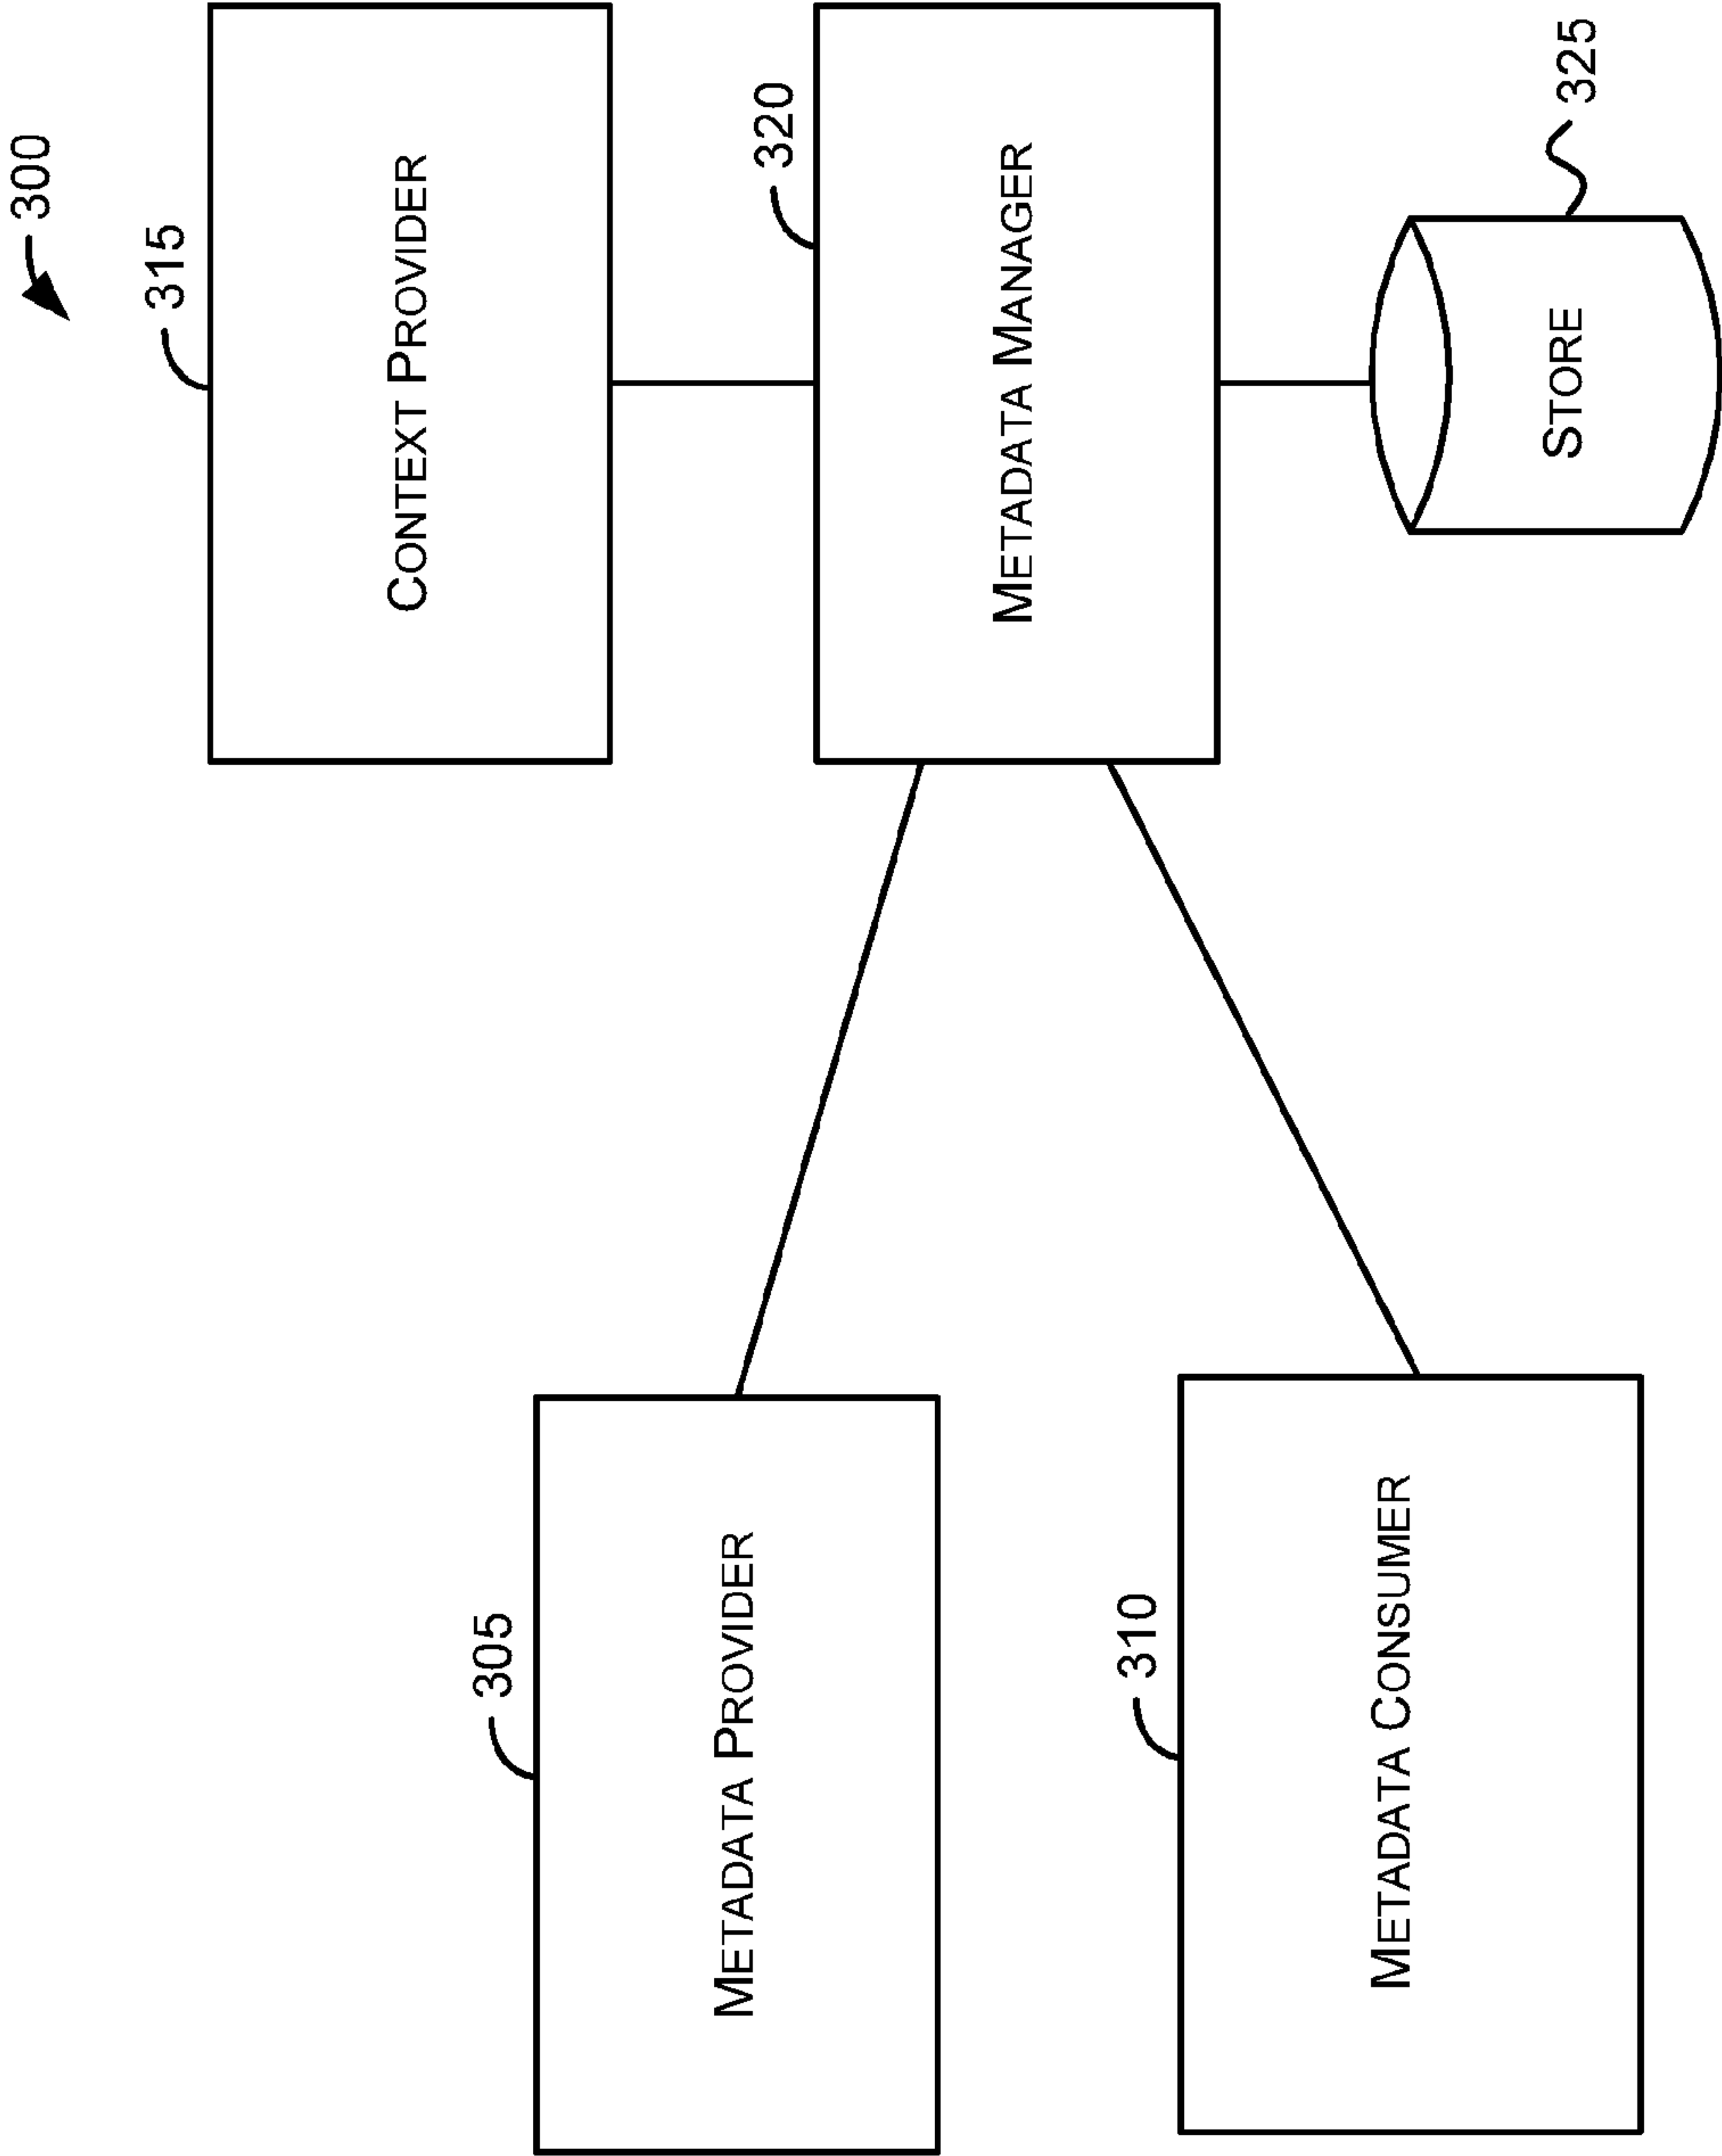 300
315
CONTEXT PROVIDER
305
METADATA PROVIDER
320
METADATA MANAGER
310
METADATA CONSUMER
STORE
325